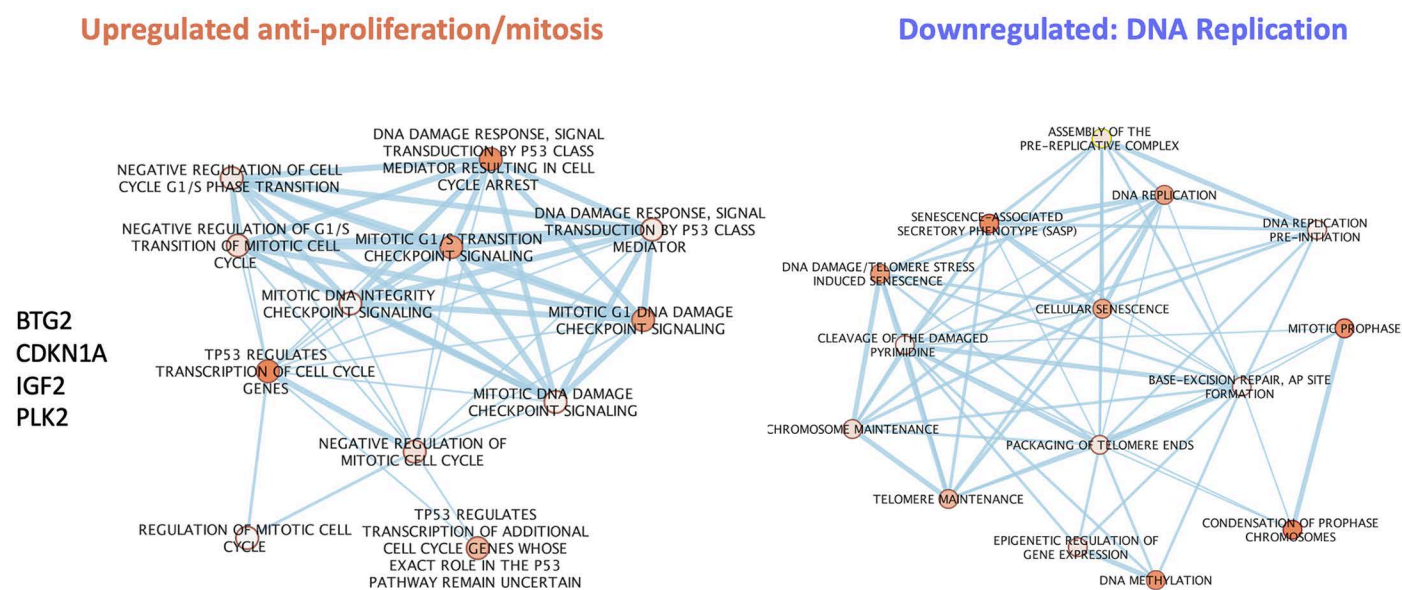 Upregulated anti-proliferation/mitosis
DNA DAMAGE RESPONSE, SIGNAL
TRANSDUCTION BY P53 CLASS
MEDIATOR RESULTING IN CELL
CYCLE ARREST
NEGATIVE REGULATION OF CELL
CYCLE G1/S PHASE TRANSITION
DNA DAMAGE RESPONSE, SIGNAL
TRANSDUCTION BY P53 CLASS
MEDIATOR
NEGATIVE REGULATION OF G1/S
TRANSITION OF MITOTIC CELL
CYCLE
MITOTIC G1/S TRANSITION
CHECKPOINT SIGNALING
MITOTIC DNA INTEGRITY
CHECKPOINT SIGNALING
MITOTIC G1 DNA DAMAGE
CHECKPOINT SIGNALING
BTG2
CDKN1A
IGF2
PLK2
TP53 REGULATES
TRANSCRIPTION OF CELL CYCLE
GENES
MITOTIC DNA DAMAGE
CHECKPOINT SIGNALING
NEGATIVE REGULATION OF
MITOTIC CELL CYCLE
REGULATION OF MITOTIC CELL
CYCLE
TP53 REGULATES
TRANSCRIPTION OF ADDITIONAL
CELL CYCLE GENES WHOSE
EXACT ROLE IN THE P53
PATHWAY REMAIN UNCERTAIN
Downregulated: DNA Replication
ASSEMBLY OF THE
PRE-REPLICATIVE COMPLEX
DNA REPLICATION
SENESCENCE-ASSOCIATED
SECRETORY PHENOTYPE (SASP)
DNA REPLICATION
PRE-INITIATION
DNA DAMAGE/TELOMERE STRESS
INDUCED SENESCENCE
CELLULAR SENESCENCE
MITOTIC PROPHASE
CLEAVAGE OF THE DAMAGED
PYRIMIDINE
BASE-EXCISION REPAIR, AP SITE
FORMATION
CHROMOSOME MAINTENANCE
PACKAGING OF TELOMERE ENDS
TELOMERE MAINTENANCE
CONDENSATION OF PROPHASE
CHROMOSOMES
EPIGENETIC REGULATION OF
GENE EXPRESSION
DNA METHYLATION